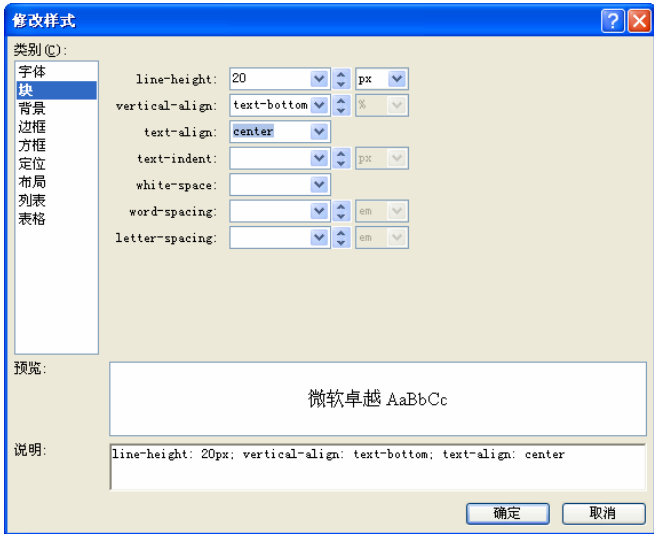 修改样式
类别(C):
字体
块
背景
边框
方框
定位
布局
列表
表格
line-height: 20 px
vertical-align: text-bottom %
text-align: center
text-indent: px
white-space:
word-spacing: em
letter-spacing: em
预览:
微软卓越 AaBbCc
说明:
line-height: 20px; vertical-align: text-bottom; text-align: center
确定 取消